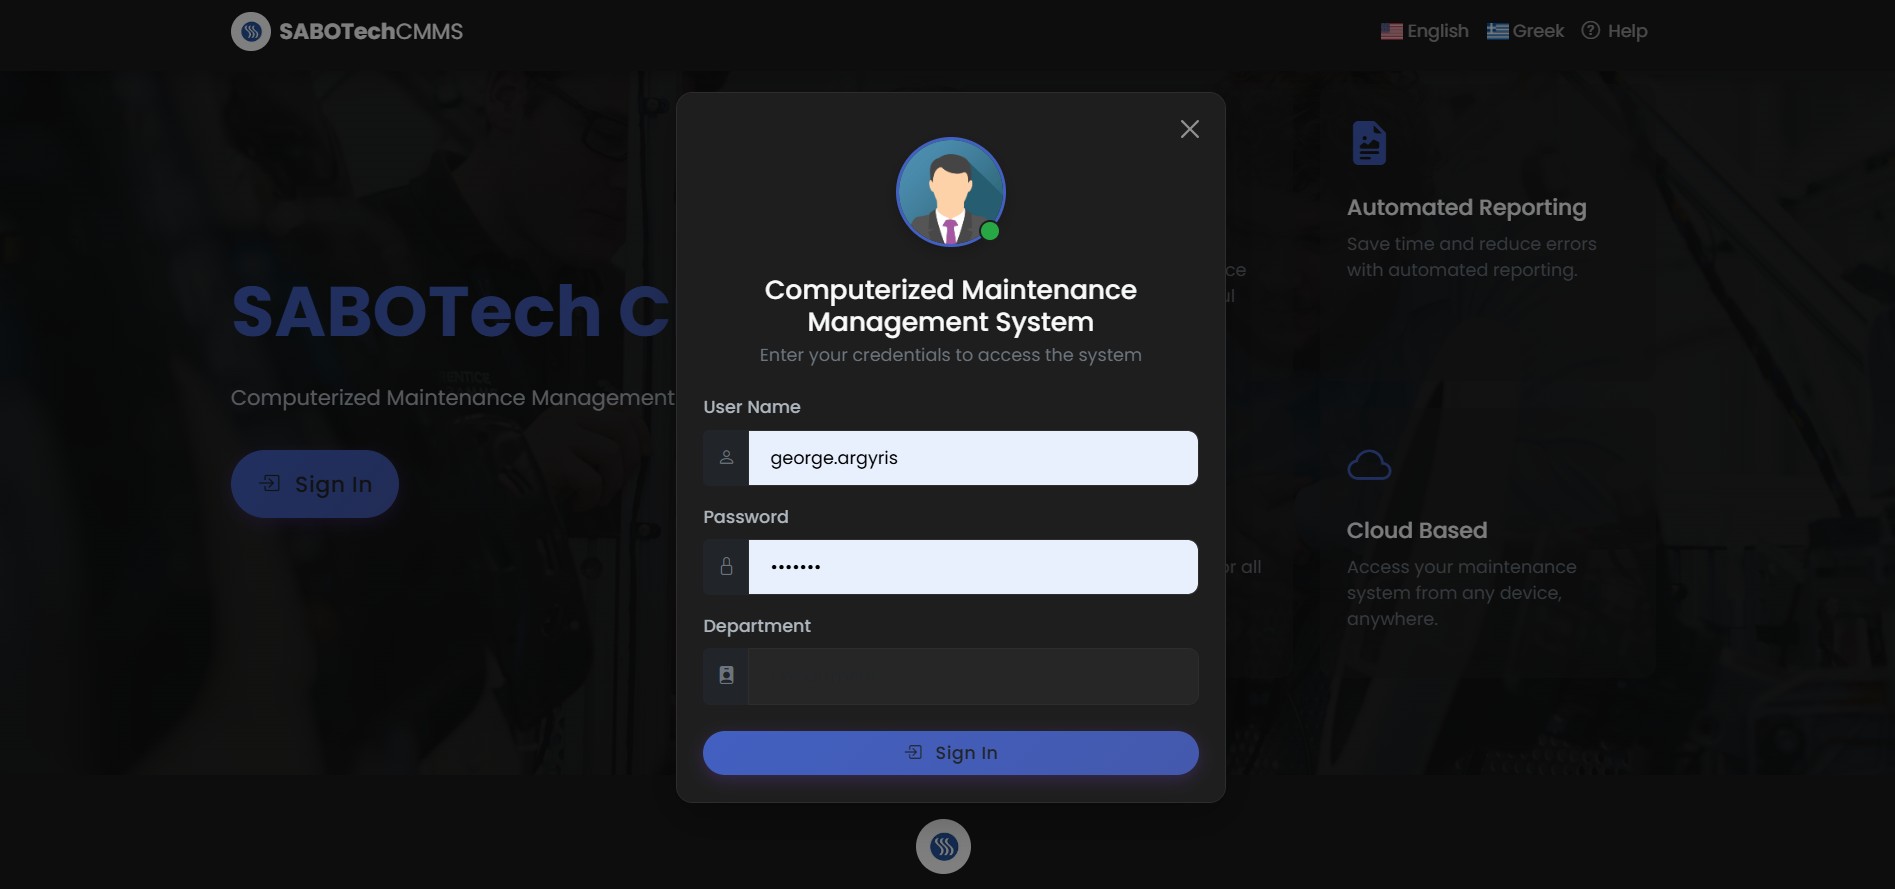 SABOTechCMMS
English Greek Help
SABOTech C
Computerized Maintenance Management
Sign In
Computerized Maintenance
Management System
Enter your credentials to access the system
User Name
george.argyris
Password
•••••••
Department
Sign In
Automated Reporting
Save time and reduce errors
with automated reporting.
Cloud Based
Access your maintenance
system from any device,
anywhere.